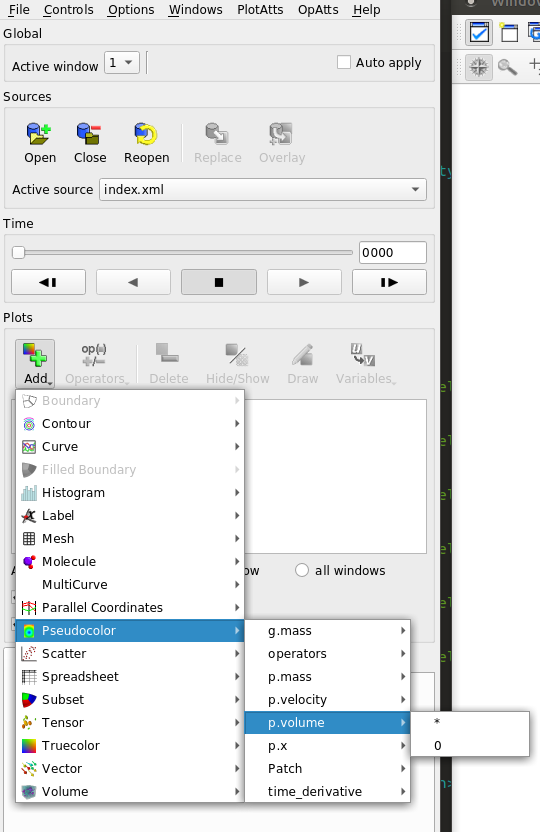 File Controls Options Windows PlotAtts OpAtts Help
Global
Active window 1 Auto apply
Sources
Open Close Reopen Replace Overlay
Active source index.xml
Time
0000
Plots
Add Operators Delete Hide/Show Draw Variables
Boundary
Contour
Curve
Filled Boundary
Histogram
Label
Mesh
Molecule
all windows
MultiCurve
Parallel Coordinates
Pseudocolor
Scatter
Spreadsheet
Subset
Tensor
Truecolor
Vector
Volume
g.mass
operators
p.mass
p.velocity
p.volume
p.x
Patch
time_derivative
*
0